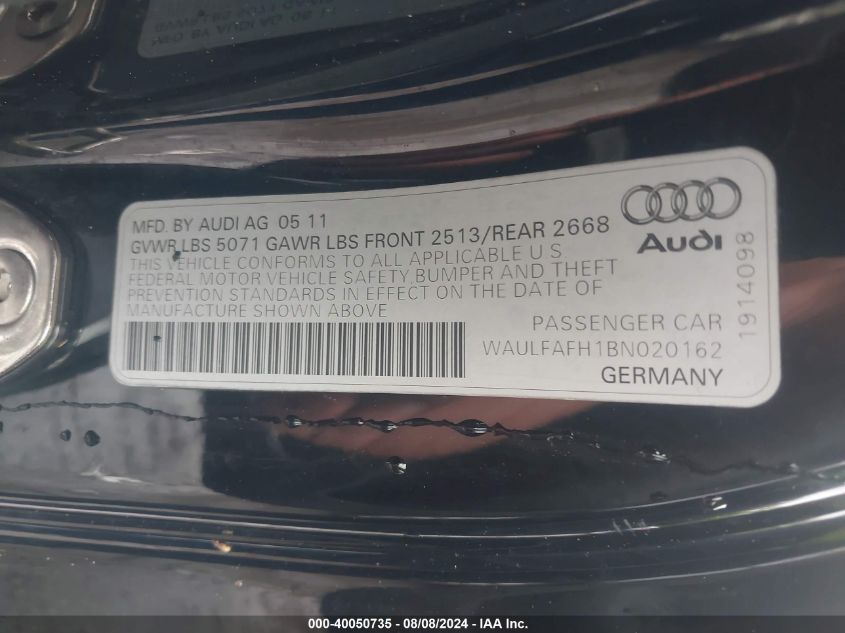 MFD. BY AUDI AG 05 11
GVWR LBS 5071 GAWR LBS FRONT 2513/REAR 2668
THIS VEHICLE CONFORMS TO ALL APPLICABLE U S
FEDERAL MOTOR VEHICLE SAFETY,BUMPER AND THEFT
PREVENTION STANDARDS IN EFFECT ON THE DATE OF
MANUFACTURE SHOWN ABOVE
Audi
1914098
PASSENGER CAR
WAULFAFH1BN020162
GERMANY
000-40050735 - 08/08/2024 - IAA Inc.